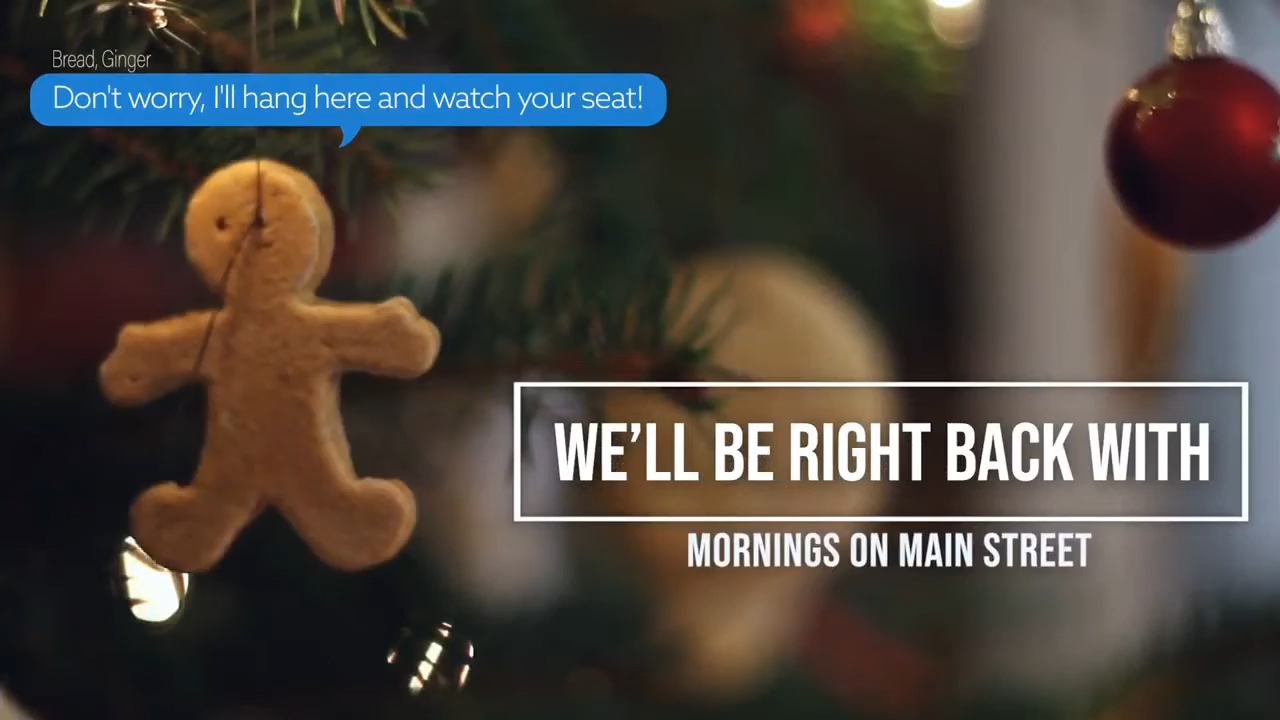 Bread, Ginger
Don't worry, I'll hang here and watch your seat!
WE'LL BE RIGHT BACK WITH
MORNINGS ON MAIN STREET